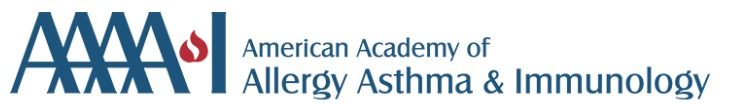 AAAAI
American Academy of
Allergy Asthma & Immunology